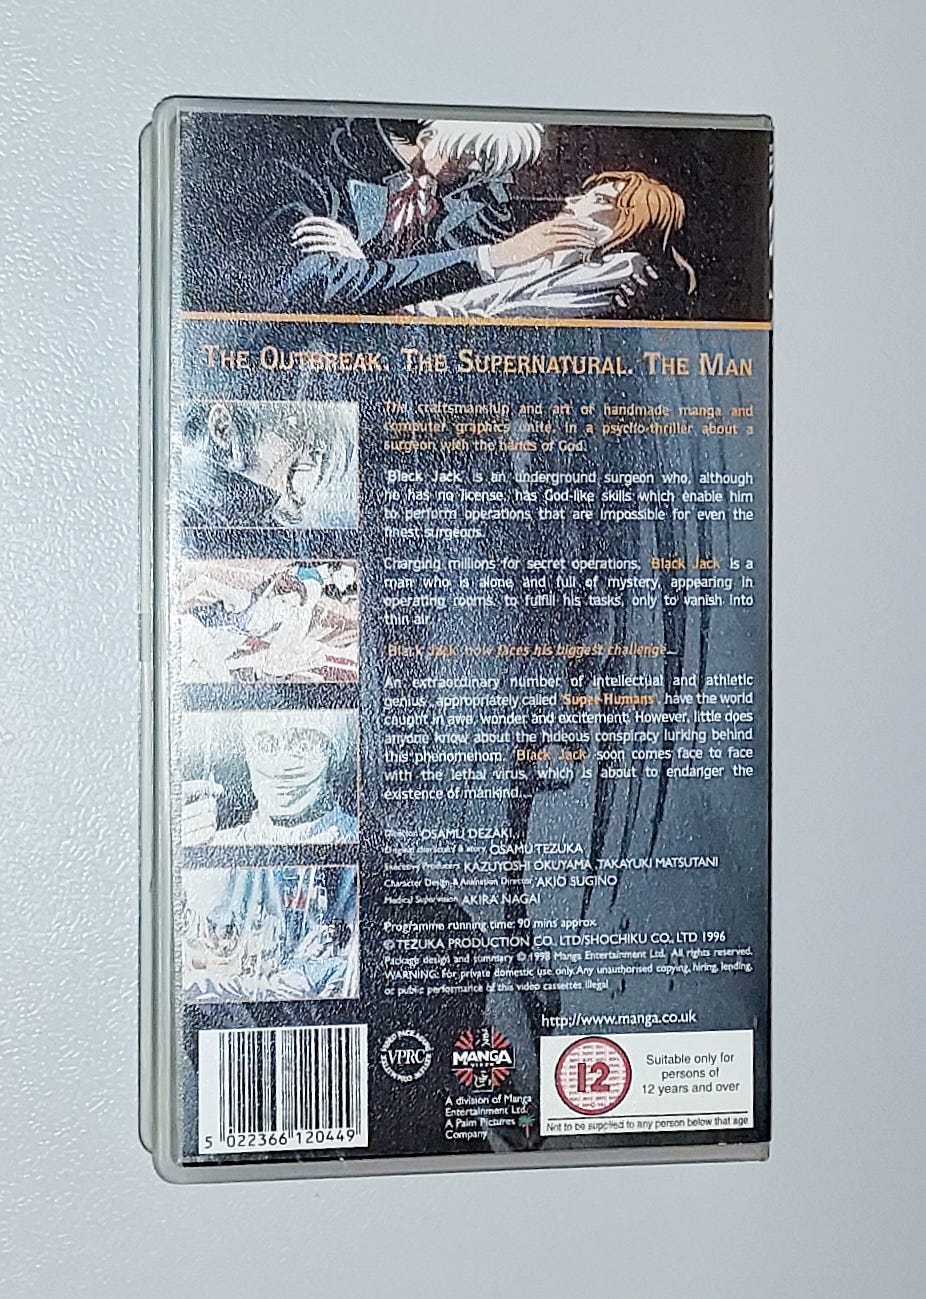 THE OUTBREAK. THE SUPERNATURAL. THE MAN
The craftsmanship and art of handmade manga and
computer graphics unite. In a psycho-thriller about a
surgeon with the hands of God.
'Black Jack' is an underground surgeon who, although
he has no license, has God-like skills which enable him
to perform operations that are impossible for even the
finest surgeons.
Charging millions for secret operations, 'Black Jack' is a
man who is alone and full of mystery, appearing in
operating rooms, to fulfill his tasks, only to vanish into
thin air.
'Black Jack' now faces his biggest challenge...
An extraordinary number of intellectual and athletic
genius, appropriately called 'Super-Humans' have the world
caught in awe, wonder and excitement. However, little does
anyone know about the hideous conspiracy lurking behind
this phenomehom. 'Black Jack' soon comes face to face
with the lethal virus, which is about to endanger the
existence of mankind...
Director OSAMU DEZAKI
Original characters & story OSAMU TEZUKA
Executive Producers KAZUYOSHI OKUYAMA, TAKAYUKI MATSUTANI
Character Design & Animation Director AKIO SUGINO
Medical Supervision AKIRA NAGAI
Programme running time: 90 mins approx.
© TEZUKA PRODUCTION CO. LTD/SHOCHIKU CO., LTD 1996
Package design and summary © 1998 Manga Entertainment Ltd. All rights reserved.
WARNING: For private domestic use only. Any unauthorised copying, hiring, lending,
or public performance of this video cassettes illegal
http://www.manga.co.uk
VPRC
MANGA
VIDEO
A division of Manga
Entertainment Ltd.
A Palm Pictures
Company
12
Suitable only for
persons of
12 years and over
Not to be supplied to any person below that age
5 022366 120449